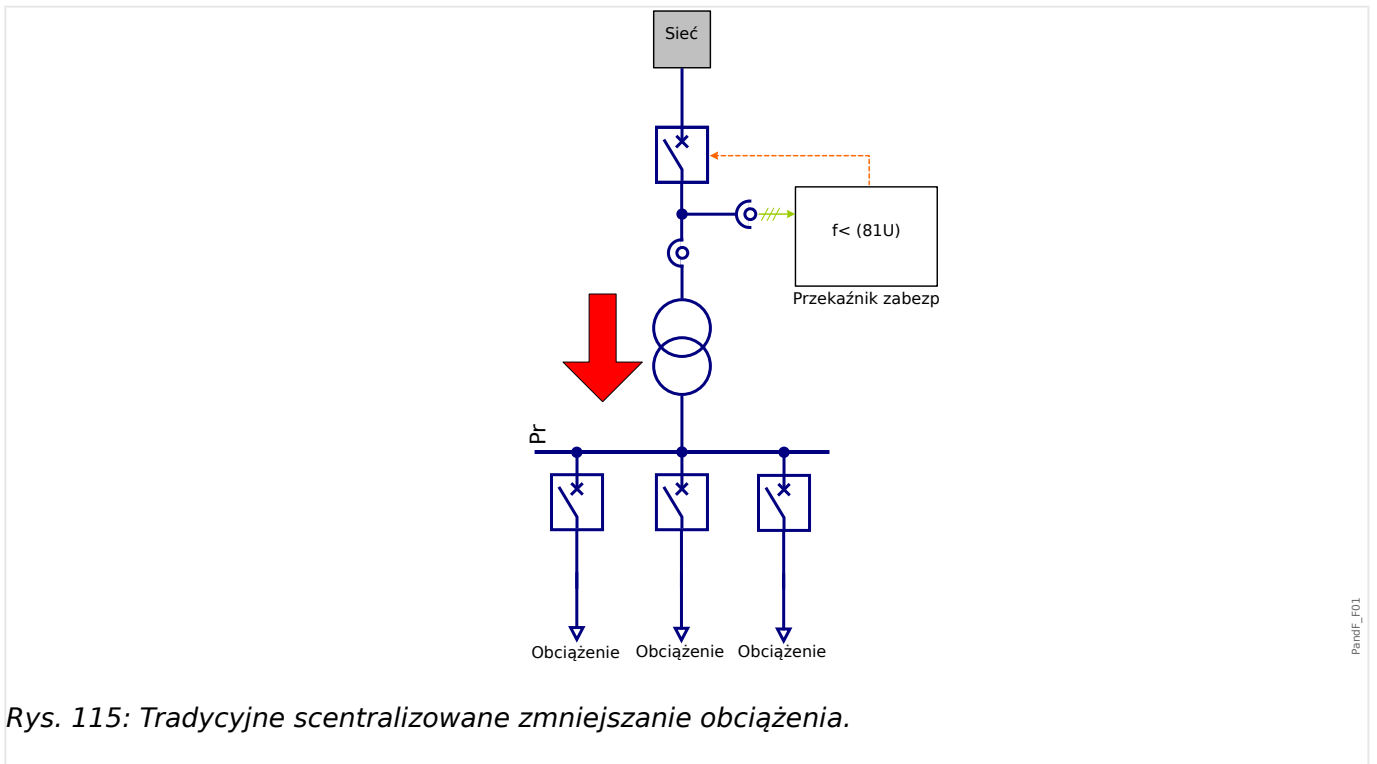 Sieć
f< (81U)
Przekaźnik zabezp
Pr
Obciążenie
Obciążenie
Obciążenie
PandF_F01
Rys. 115: Tradycyjne scentralizowane zmniejszanie obciążenia.